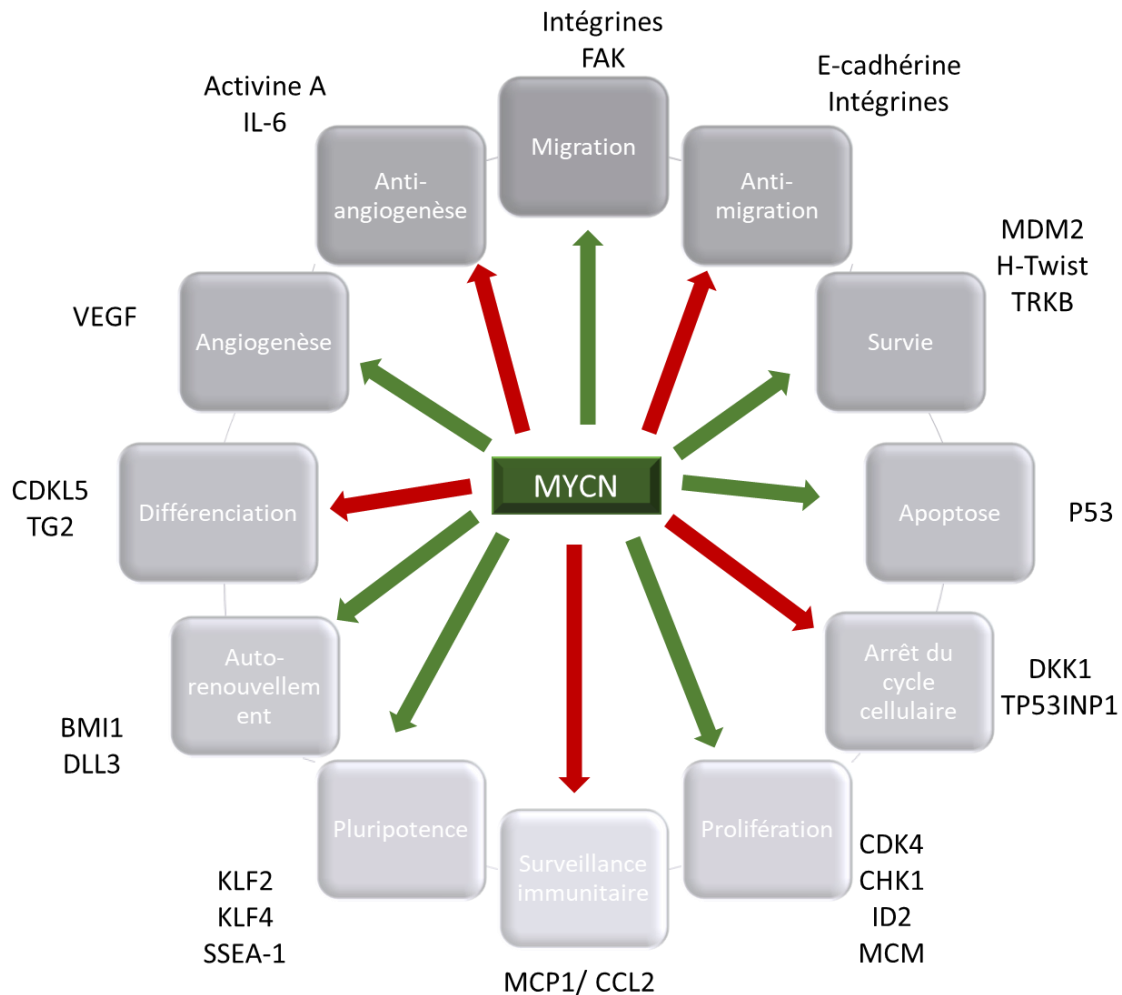 Intégrines
FAK
Migration
E-cadhérine
Intégrines
Anti-
migration
MDM2
H-Twist
TRKB
Survie
Apoptose
P53
Arrêt du
cycle
cellulaire
DKK1
TP53INP1
Prolifération
CDK4
CHK1
ID2
MCM
Surveillance
immunitaire
MCP1/ CCL2
Pluripotence
KLF2
KLF4
SSEA-1
Auto-
renouvellem
ent
BMI1
DLL3
Différenciation
CDKL5
TG2
Angiogenèse
VEGF
Anti-
angiogenèse
Activine A
IL-6
MYCN